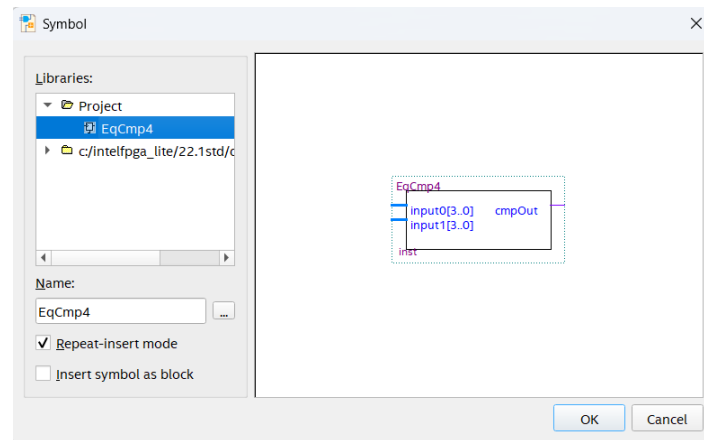 Symbol
Libraries:
Project
EqCmp4
c:/intelfpga_lite/22.1std/c
Name:
EqCmp4
...
Repeat-insert mode
Insert symbol as block
EqCmp4
input0[3..0] cmpOut
input1[3..0]
inst
OK Cancel